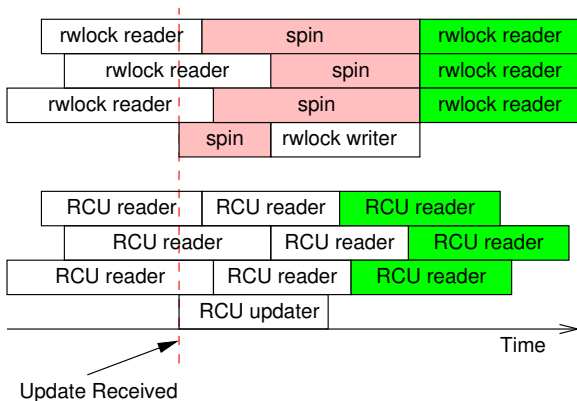 rwlock reader spin rwlock reader
rwlock reader spin rwlock reader
rwlock reader spin rwlock reader
spin rwlock writer
RCU reader RCU reader RCU reader
RCU reader RCU reader RCU reader
RCU reader RCU reader RCU reader
RCU updater
Time
Update Received